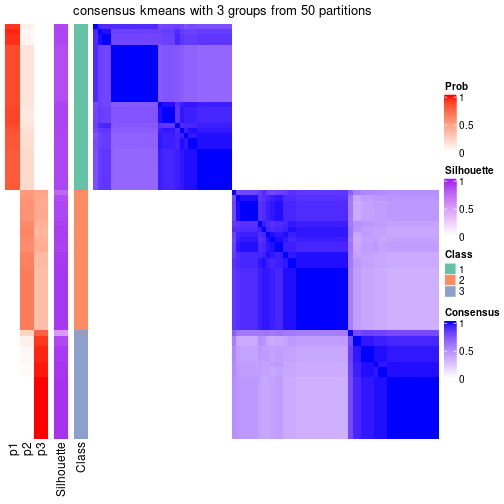 consensus kmeans with 3 groups from 50 partitions
Prob
1
0.5
0
Silhouette
1
0.5
0
Class
1
2
3
Consensus
1
0.5
0
p1
p2
p3
Silhouette
Class